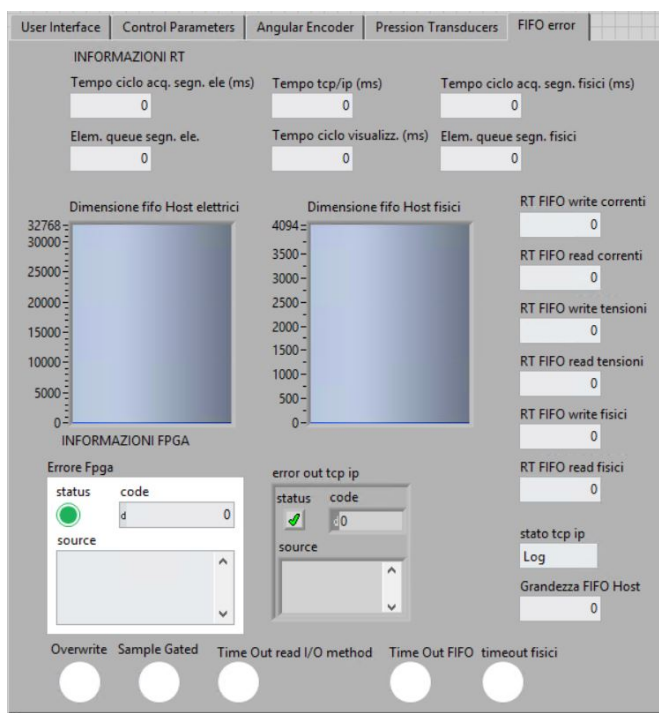 User Interface Control Parameters Angular Encoder Pression Transducers FIFO error
INFORMAZIONI RT
Tempo ciclo acq. segn. ele (ms) Tempo tcp/ip (ms) Tempo ciclo acq. segn. fisici (ms)
0 0 0
Elem. queue segn. ele. Tempo ciclo visualizz. (ms) Elem. queue segn. fisici
0 0 0
Dimensione fifo Host elettrici
32768
30000
25000
20000
15000
10000
5000
0
Dimensione fifo Host fisici
4094
3500
3000
2500
2000
1500
1000
500
0
RT FIFO write correnti
0
RT FIFO read correnti
0
RT FIFO write tensioni
0
RT FIFO read tensioni
0
RT FIFO write fisici
0
RT FIFO read fisici
0
INFORMAZIONI FPGA
Errore Fpga
status code
d 0
source
error out tcp ip
status code
d 0
source
stato tcp ip
Log
Grandezza FIFO Host
0
Overwrite Sample Gated Time Out read I/O method Time Out FIFO timeout fisici